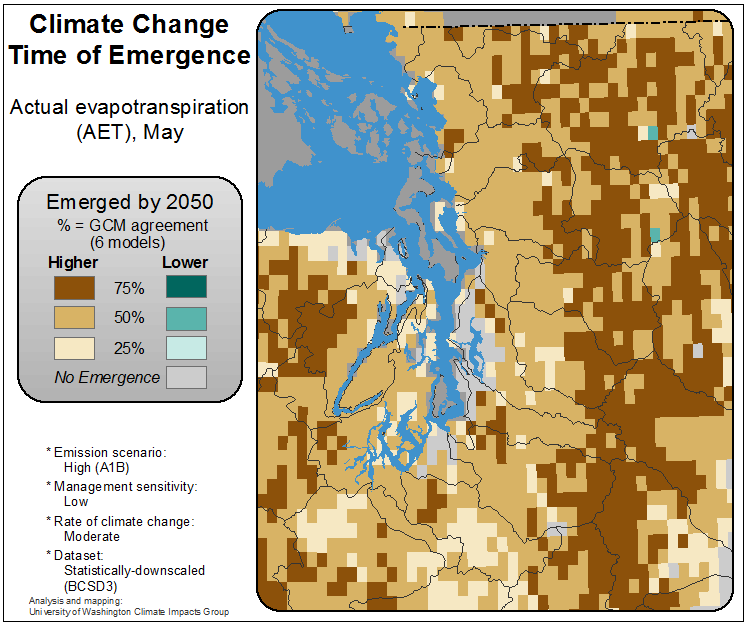 Climate Change
Time of Emergence
Actual evapotranspiration
(AET), May
Emerged by 2050
% = GCM agreement
(6 models)
Higher Lower
75%
50%
25%
No Emergence
* Emission scenario:
High (A1B)
* Management sensitivity:
Low
* Rate of climate change:
Moderate
* Dataset:
Statistically-downscaled
(BCSD3)
Analysis and mapping:
University of Washington Climate Impacts Group